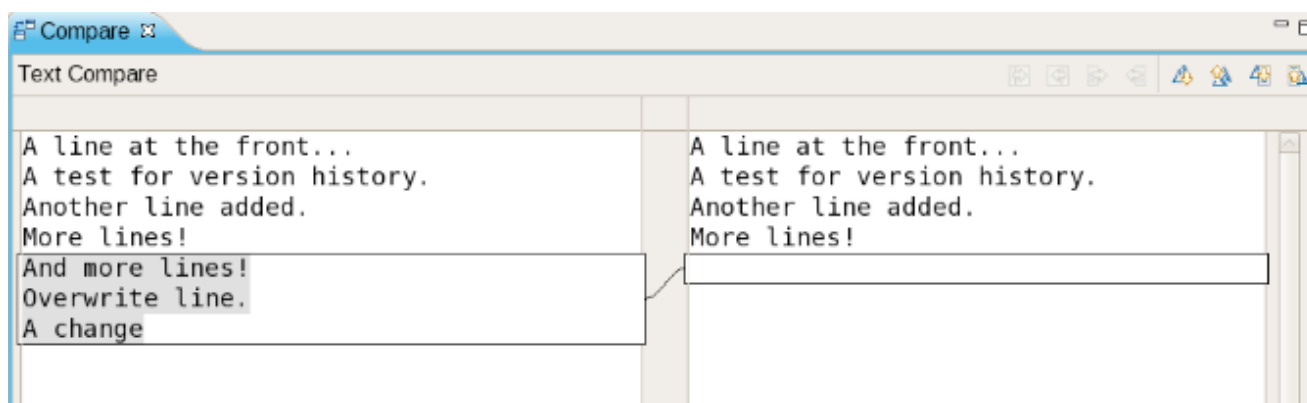 Compare
Text Compare
A line at the front...
A test for version history.
Another line added.
More lines!
And more lines!
Overwrite line.
A change
A line at the front...
A test for version history.
Another line added.
More lines!